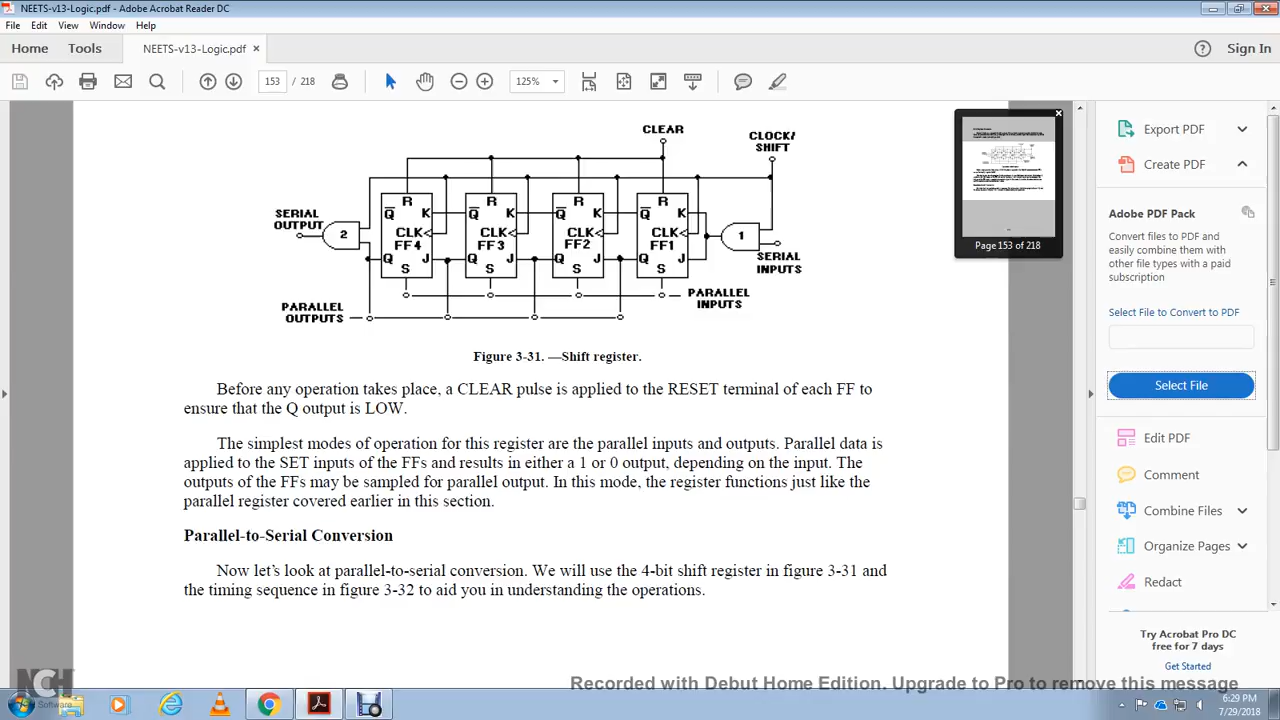 NEETS-v13-Logic.pdf - Adobe Acrobat Reader DC
File Edit View Window Help
Home Tools NEETS-v13-Logic.pdf × Sign In
153 / 218 125%
CLEAR
CLOCK/
SHIFT
R R R R
Q K Q K Q K Q K
SERIAL
OUTPUT
2 CLK CLK CLK CLK 1
FF4 FF3 FF2 FF1
Q J Q J Q J Q J
SERIAL
INPUTS
S S S S
PARALLEL
INPUTS
PARALLEL
OUTPUTS
Figure 3-31. —Shift register.
Before any operation takes place, a CLEAR pulse is applied to the RESET terminal of each FF to
ensure that the Q output is LOW.
The simplest modes of operation for this register are the parallel inputs and outputs. Parallel data is
applied to the SET inputs of the FFs and results in either a 1 or 0 output, depending on the input. The
outputs of the FFs may be sampled for parallel output. In this mode, the register functions just like the
parallel register covered earlier in this section.
Parallel-to-Serial Conversion
Now let's look at parallel-to-serial conversion. We will use the 4-bit shift register in figure 3-31 and
the timing sequence in figure 3-32 to aid you in understanding the operations.
Page 153 of 218
Export PDF
Create PDF
Adobe PDF Pack
Convert files to PDF and
easily combine them with
other file types with a paid
subscription
Select File to Convert to PDF
Select File
Edit PDF
Comment
Combine Files
Organize Pages
Redact
Try Acrobat Pro DC
free for 7 days
Get Started
NCH
Software
Recorded with Debut Home Edition. Upgrade to Pro to remove this message
6:29 PM
7/29/2018